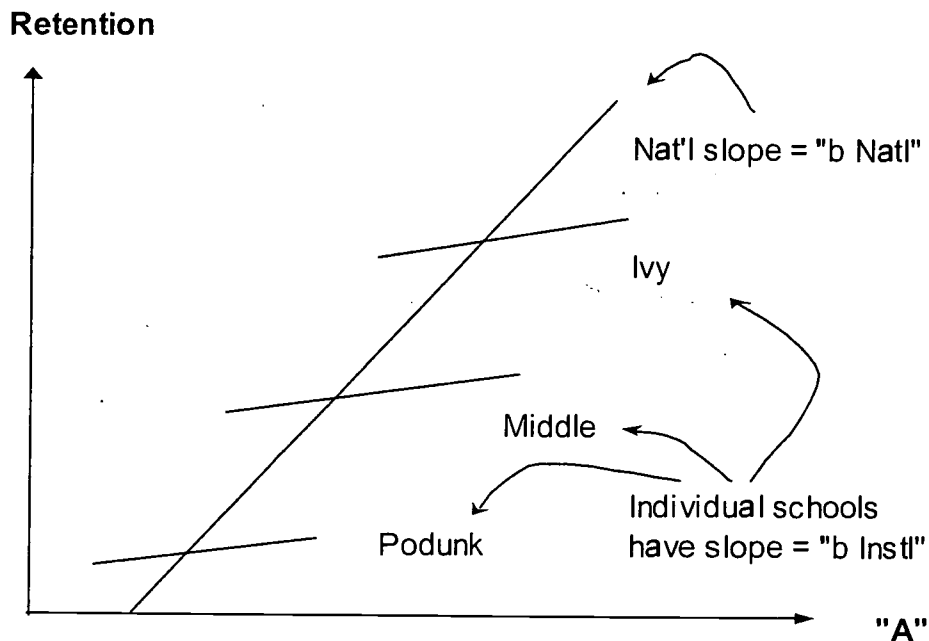 Retention
Nat'l slope = "b Natl"
Ivy
Middle
Individual schools
have slope = "b Instl"
Podunk
"A"